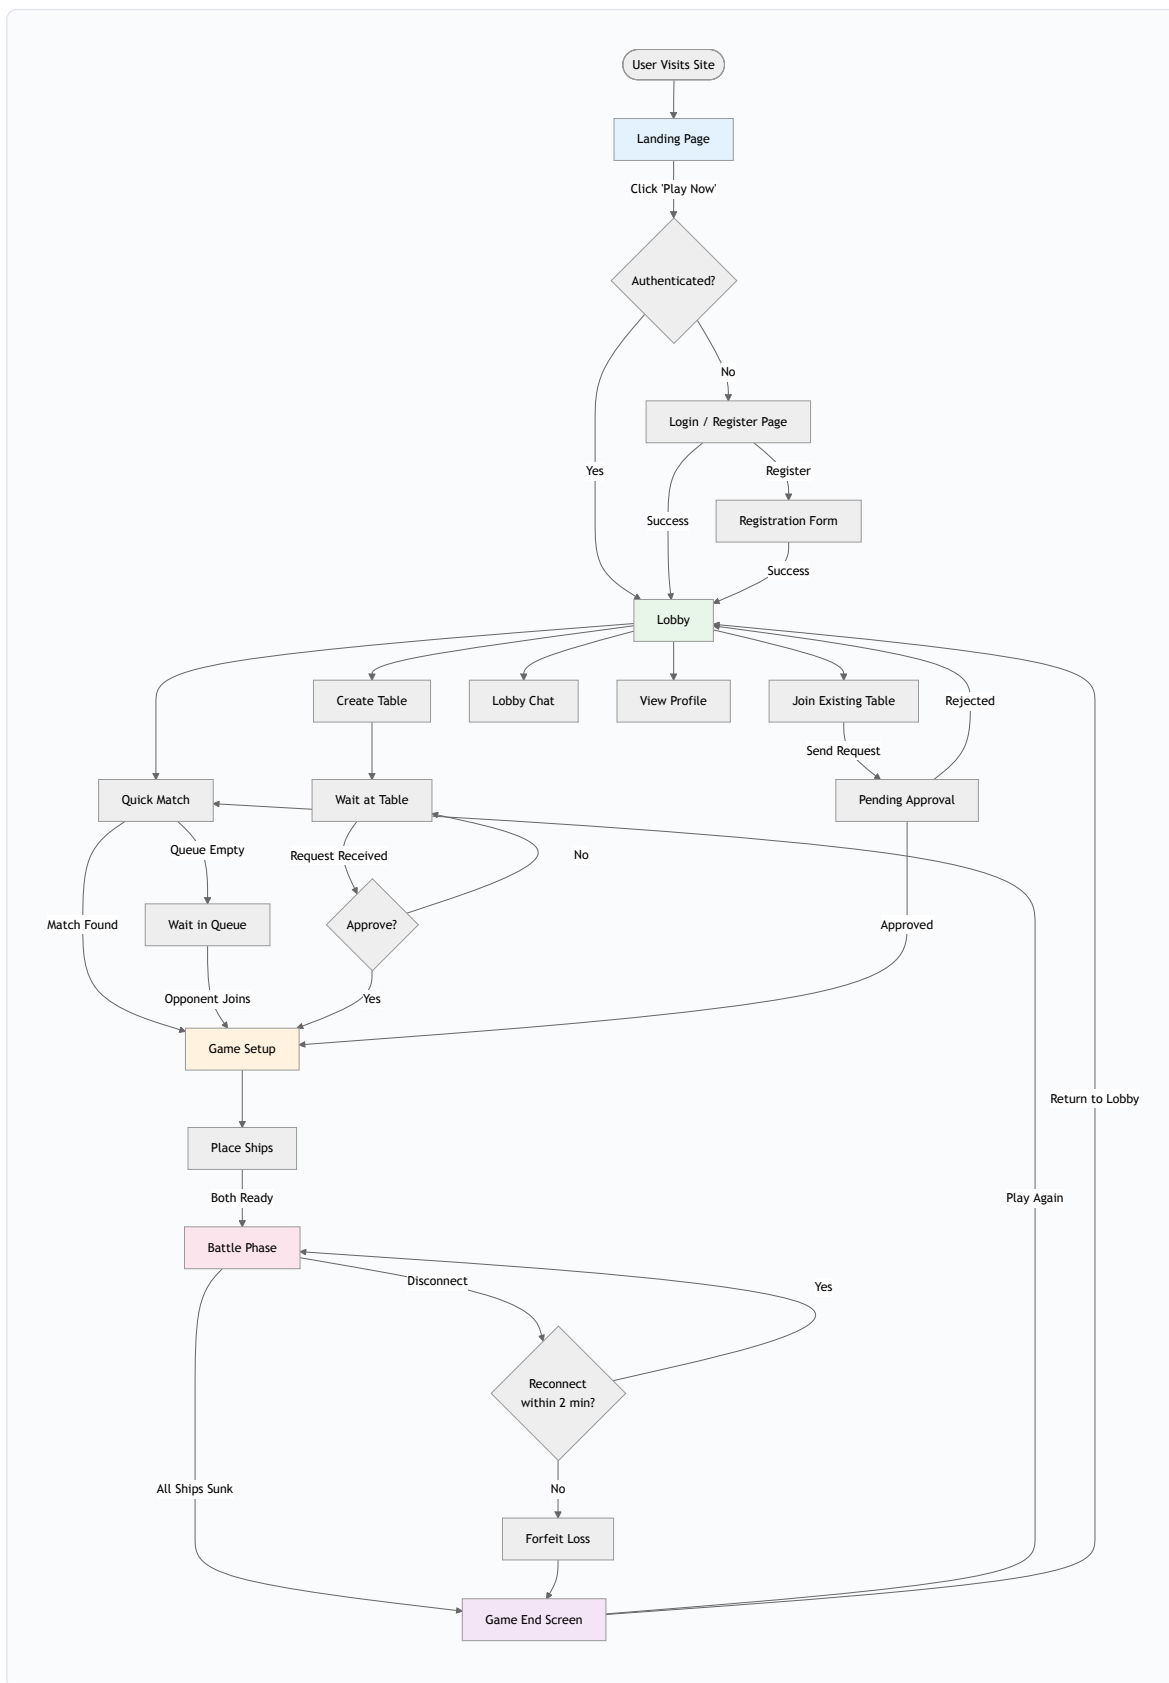 User Visits Site
Landing Page
Click 'Play Now'
Authenticated?
No
Login / Register Page
Yes
Register
Success
Registration Form
Success
Lobby
Create Table
Lobby Chat
View Profile
Join Existing Table
Rejected
Send Request
Quick Match
Wait at Table
Pending Approval
Queue Empty
Request Received
No
Match Found
Wait in Queue
Approve?
Approved
Opponent Joins
Yes
Game Setup
Return to Lobby
Place Ships
Both Ready
Play Again
Battle Phase
Disconnect
Yes
Reconnect
within 2 min?
All Ships Sunk
No
Forfeit Loss
Game End Screen